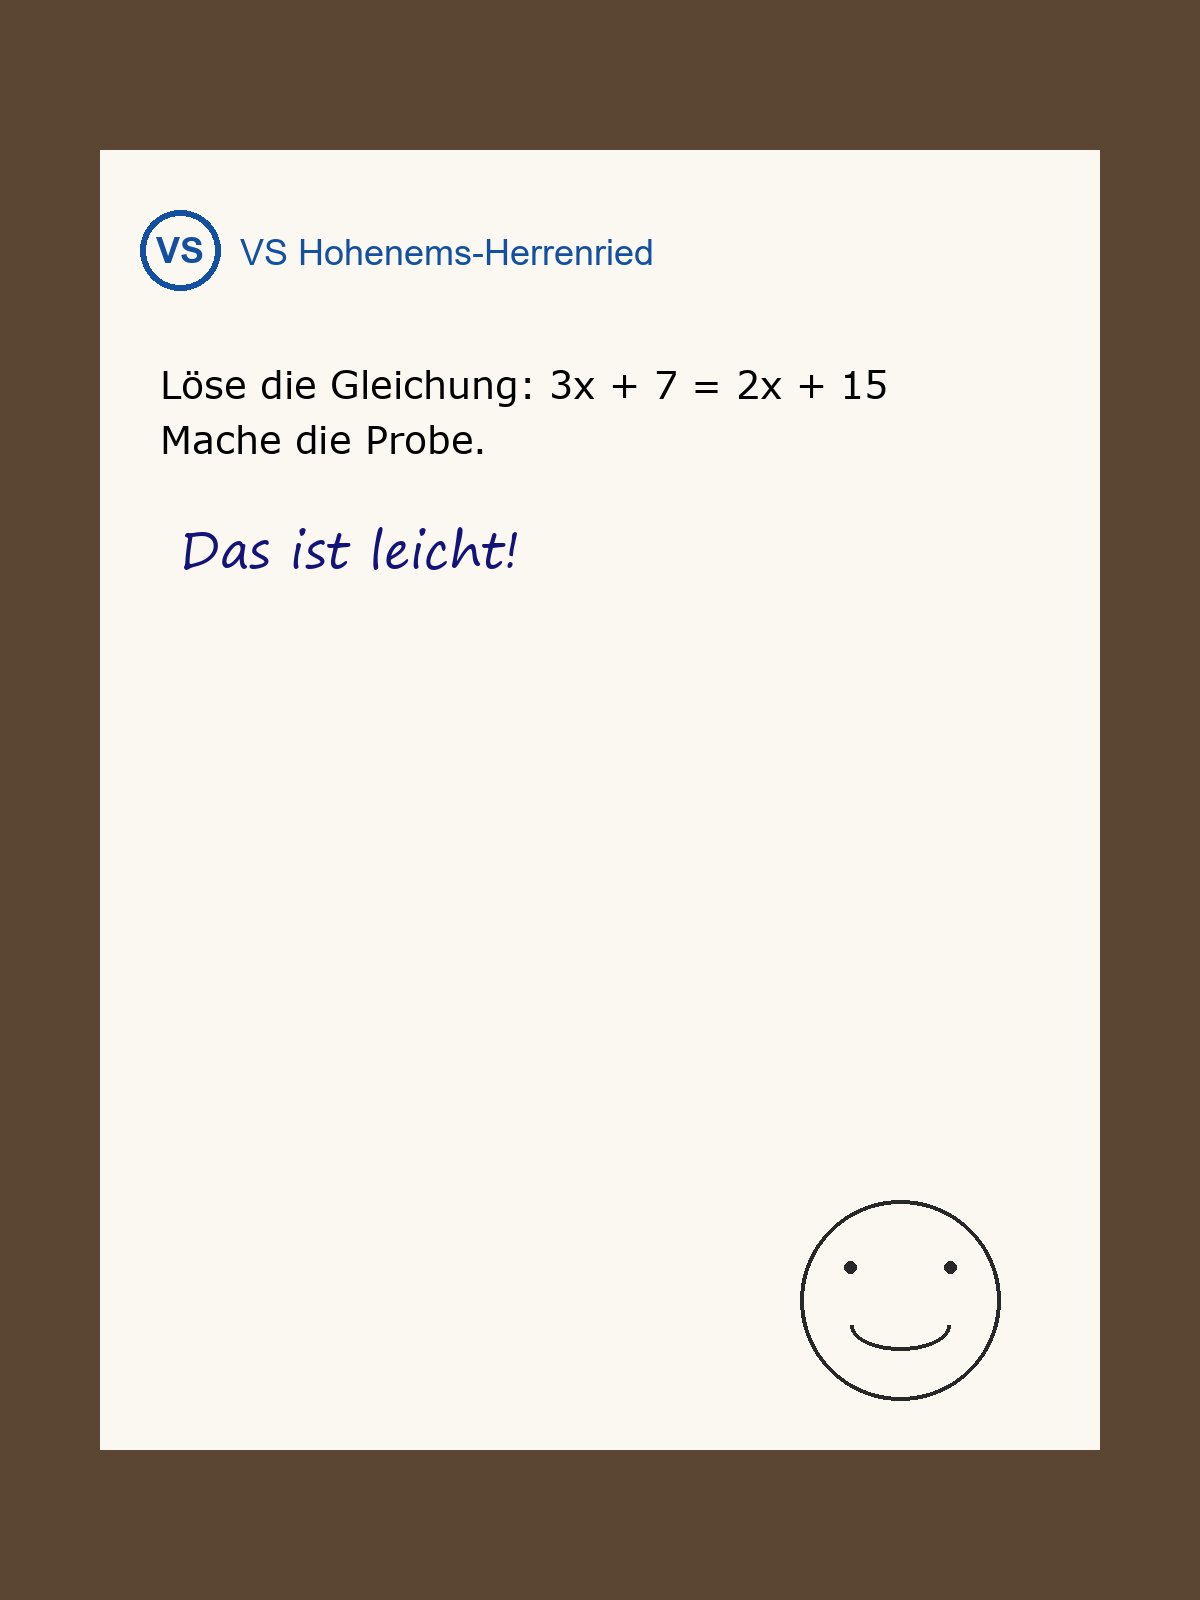 VS VS Hohenems-Herrenried
Löse die Gleichung: 3x + 7 = 2x + 15
Mache die Probe.
Das ist leicht!